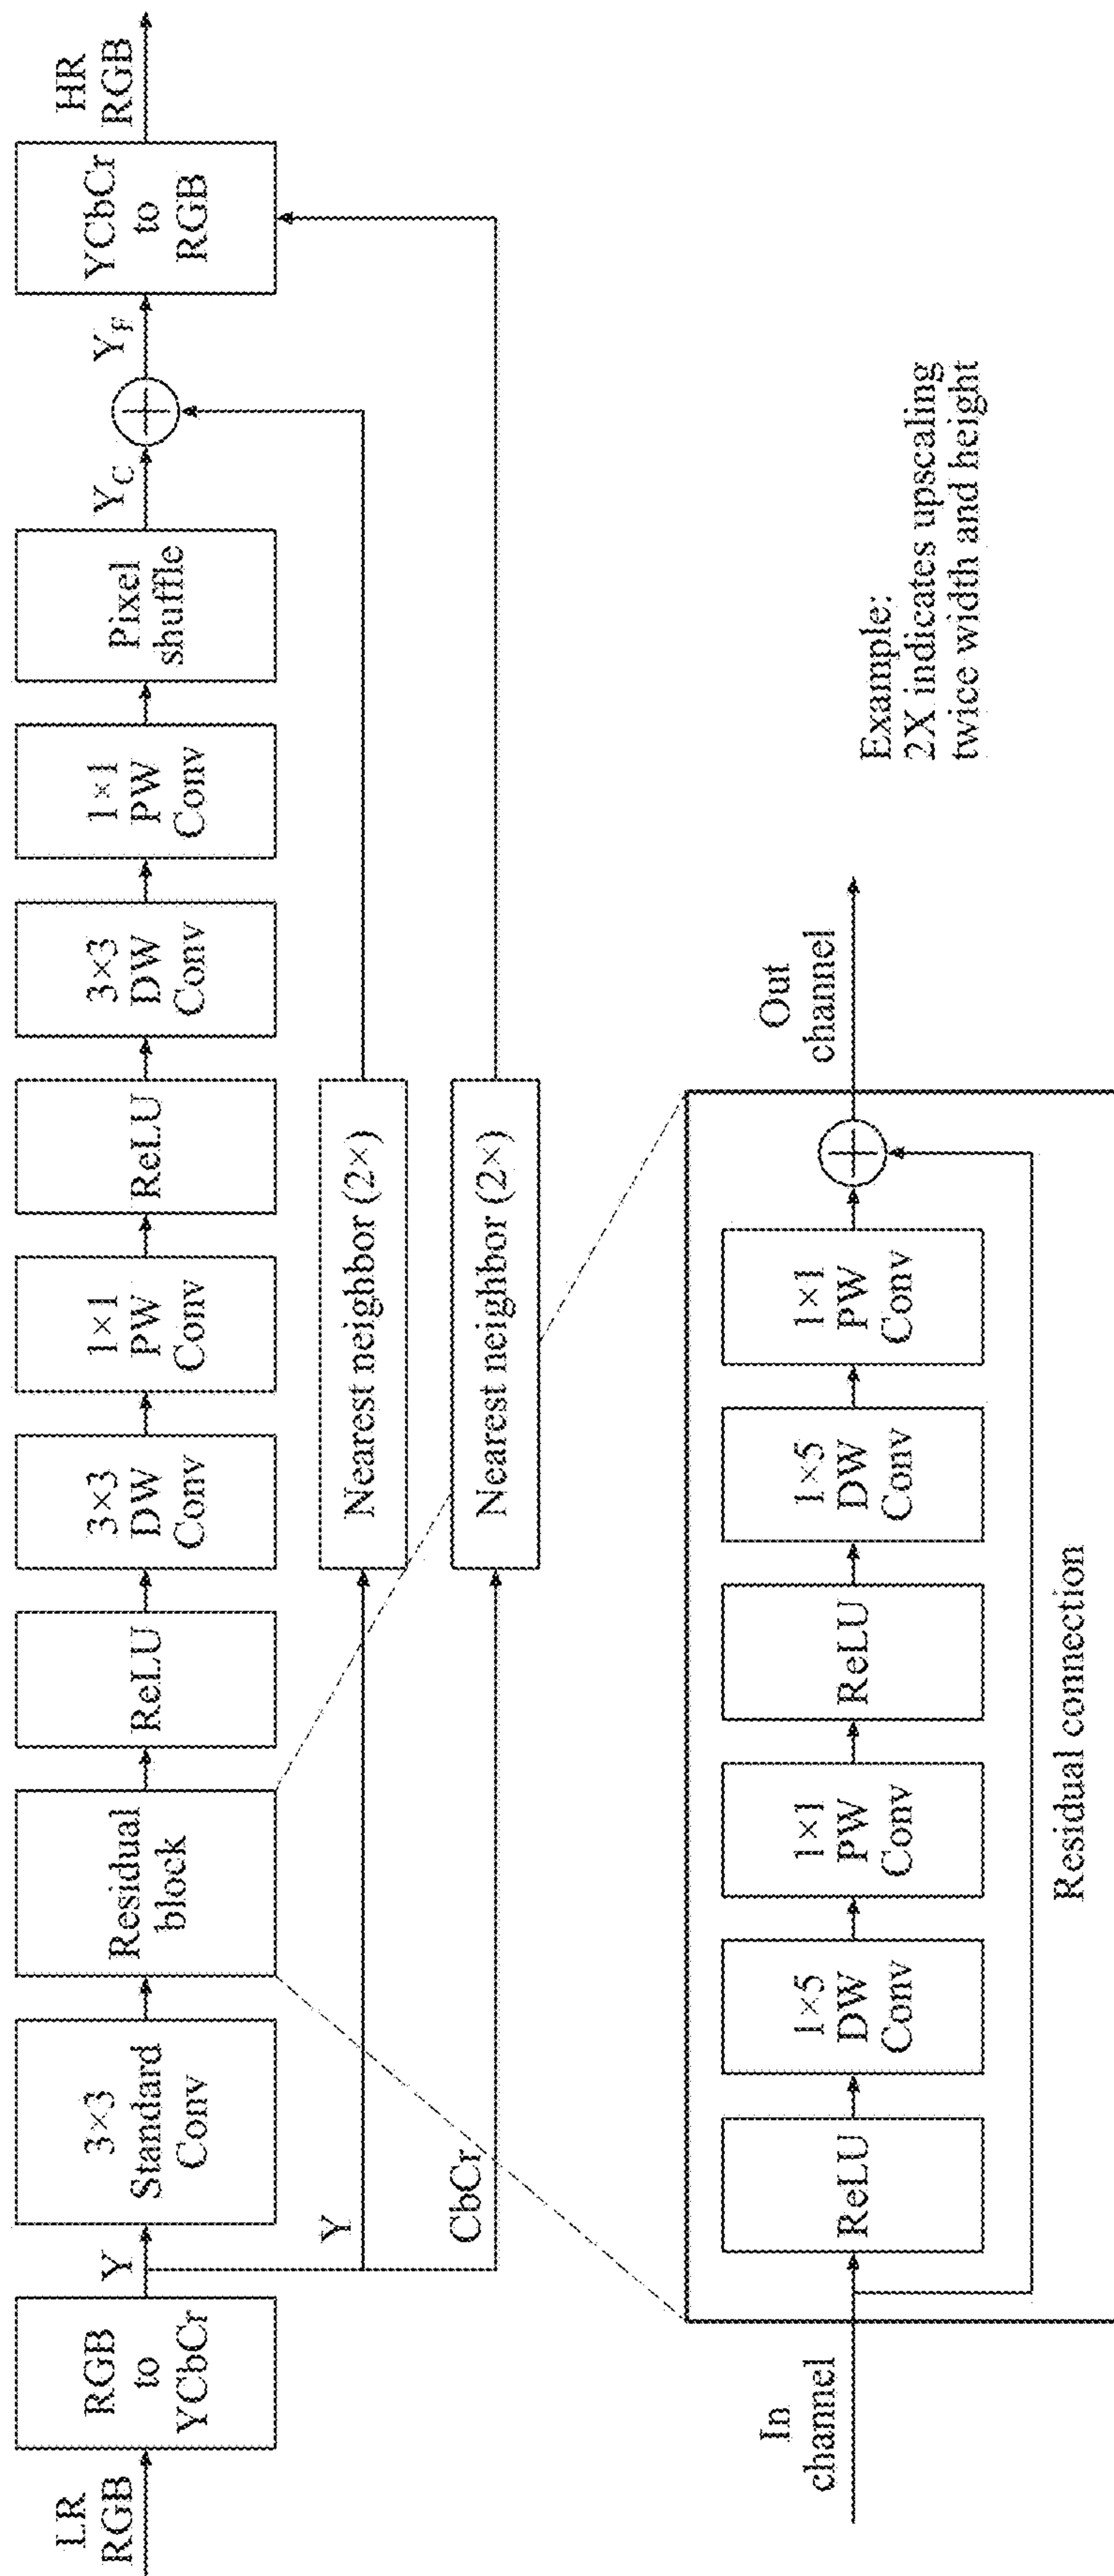 LR
RGB
RGB
to
YCbCr
Y
3×3
Standard
Conv
Residual
block
ReLU
3×3
DW
Conv
1×1
PW
Conv
ReLU
3×3
DW
Conv
1×1
PW
Conv
Pixel
shuffle
Y_C
Y_F
YCbCr
to
RGB
HR
RGB
Y
Nearest neighbor (2×)
CbCr
Nearest neighbor (2×)
In
channel
ReLU
1×5
DW
Conv
1×1
PW
Conv
ReLU
1×5
DW
Conv
1×1
PW
Conv
Out
channel
Residual connection
Example:
2X indicates upscaling
twice width and height